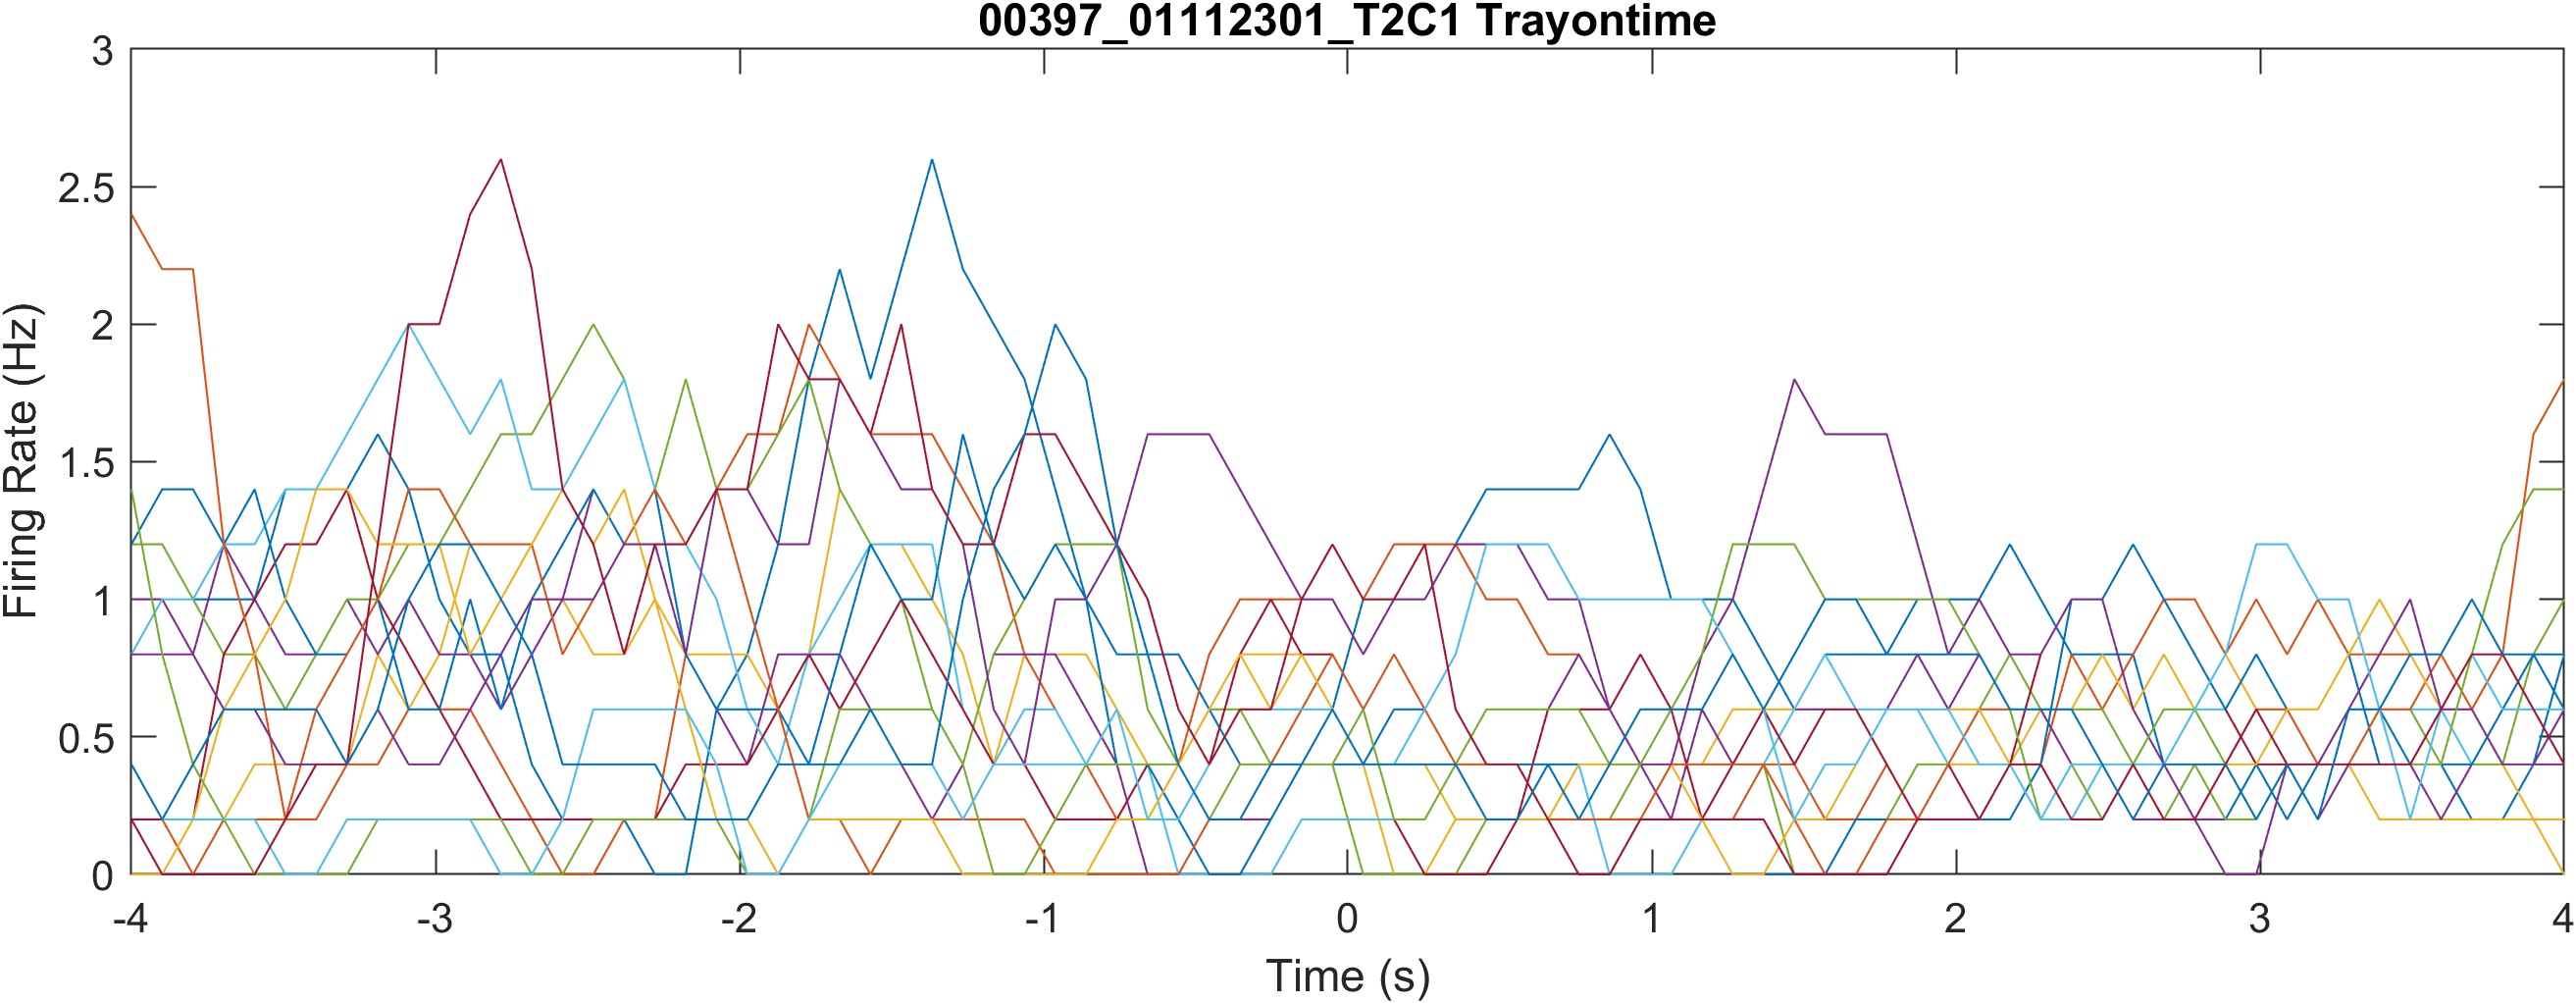 00397_01112301_T2C1 Trayontime
3
2.5
2
1.5
1
0.5
0
Firing Rate (Hz)
-4 -3 -2 -1 0 1 2 3 4
Time (s)